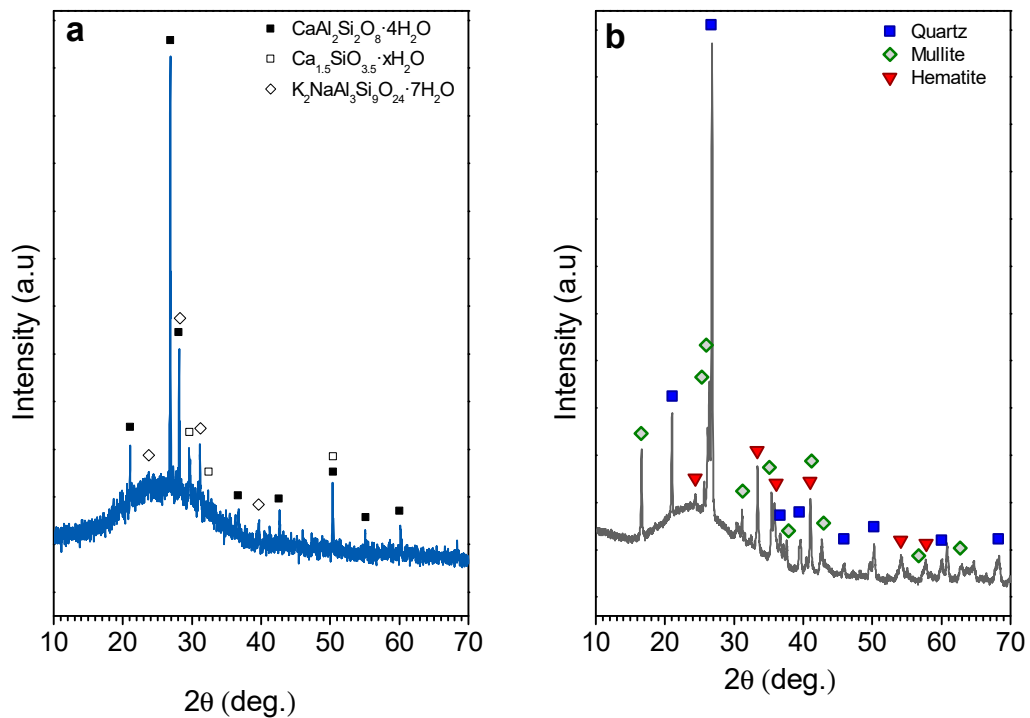 a
CaAl2Si2O8·4H2O
Ca1.5SiO3.5·xH2O
K2NaAl3Si9O24·7H2O
Intensity (a.u)
10 20 30 40 50 60 70
2θ (deg.)
b
Quartz
Mullite
Hematite
Intensity (a.u)
10 20 30 40 50 60 70
2θ (deg.)